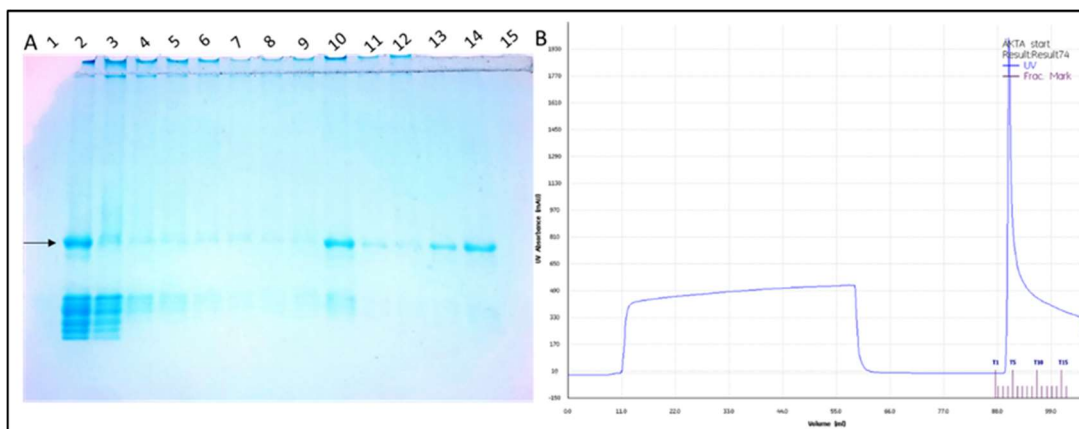 A 1 2 3 4 5 6 7 8 9 10 11 12 13 14 15
B
AKTA start
Result:Result74
UV
Frac. Mark
UV Absorbance (mAU)
1930
1770
1610
1450
1290
1130
970
810
650
490
330
170
10
-150
T1 T5 T10 T15
0.0 11.0 22.0 33.0 44.0 55.0 66.0 77.0 88.0 99.0
Volume (ml)